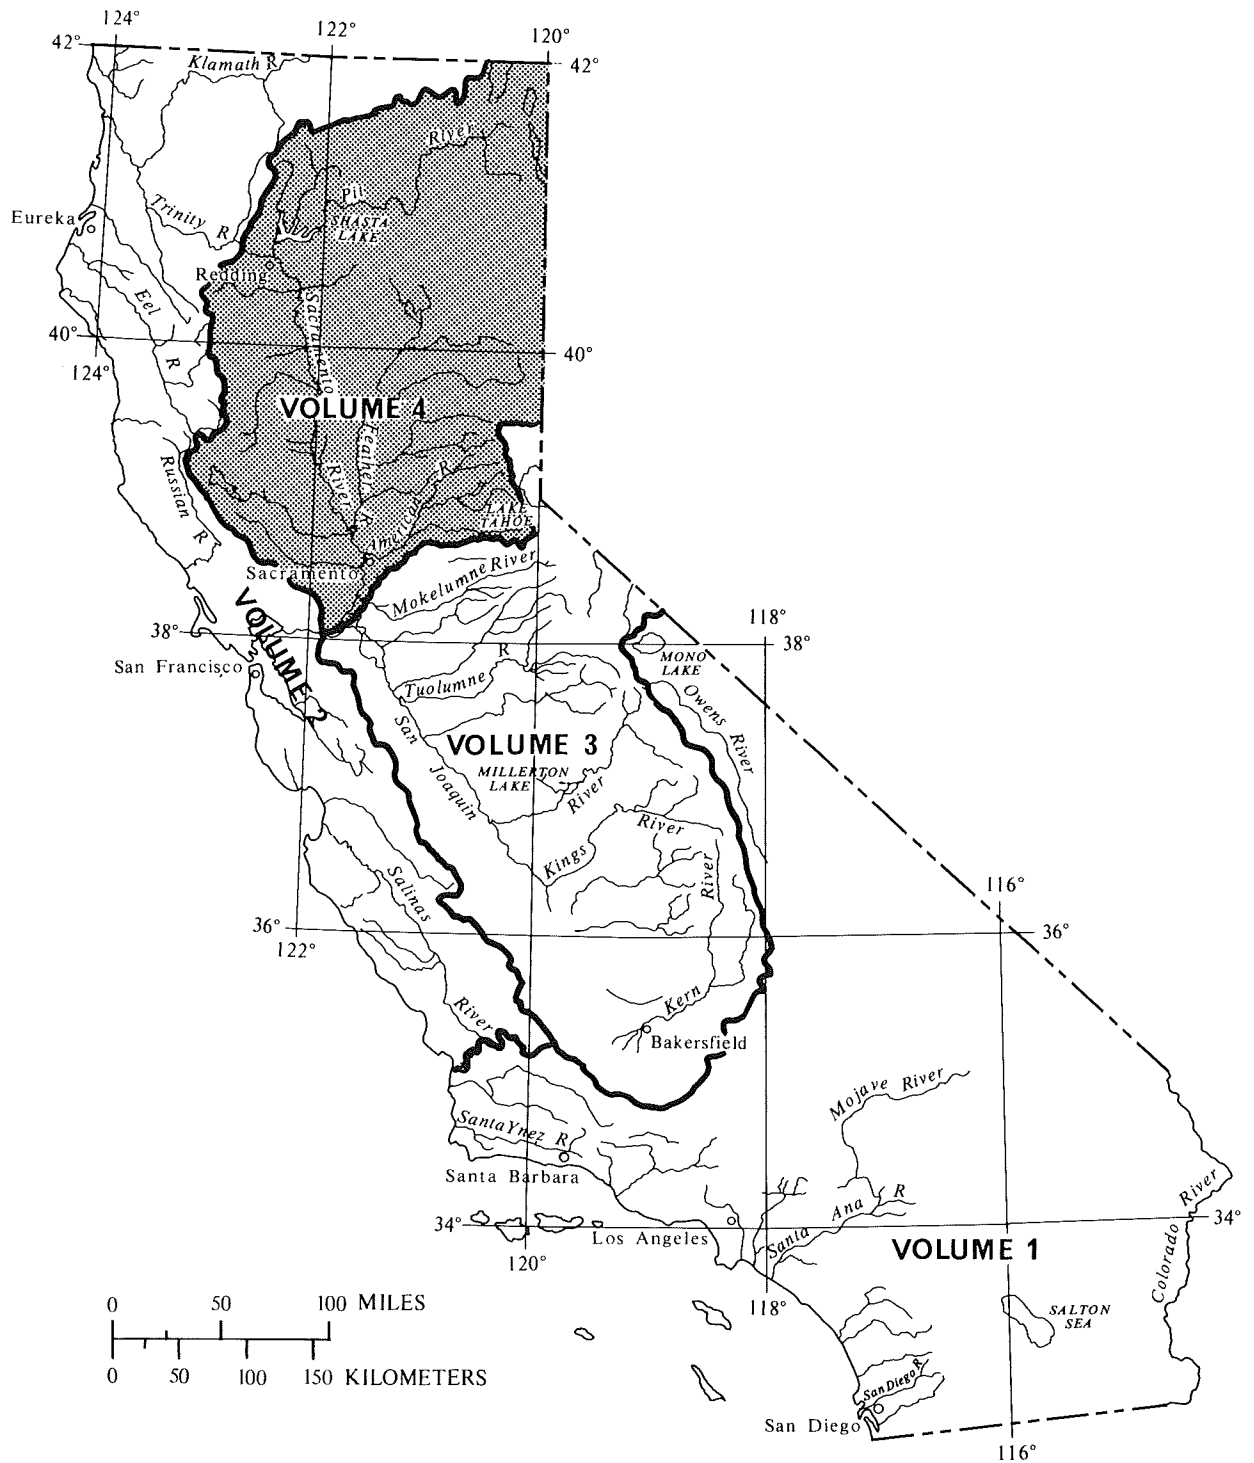 124°
122°
120°
42°
42°
Klamath R
River
Pit
SHASTA
LAKE
Trinity R
Eureka
Redding
Eel
R
Sacramento
River
40°
40°
124°
VOLUME 4
Feather R
R
Russian R
LAKE
TAHOE
Sacramento
Mokelumne River
VOLUME 2
38°
118°
38°
San Francisco
MONO
LAKE
Tuolumne R
Owens River
San Joaquin
VOLUME 3
MILLERTON
LAKE
River
Kings River
River
Salinas
River
116°
36°
36°
122°
Kern
Bakersfield
Mojave River
Santa Ynez R
Santa Barbara
Santa Ana R
Colorado River
34°
34°
Los Angeles
120°
VOLUME 1
118°
SALTON
SEA
0 50 100 MILES
0 50 100 150 KILOMETERS
San Diego R
San Diego
116°